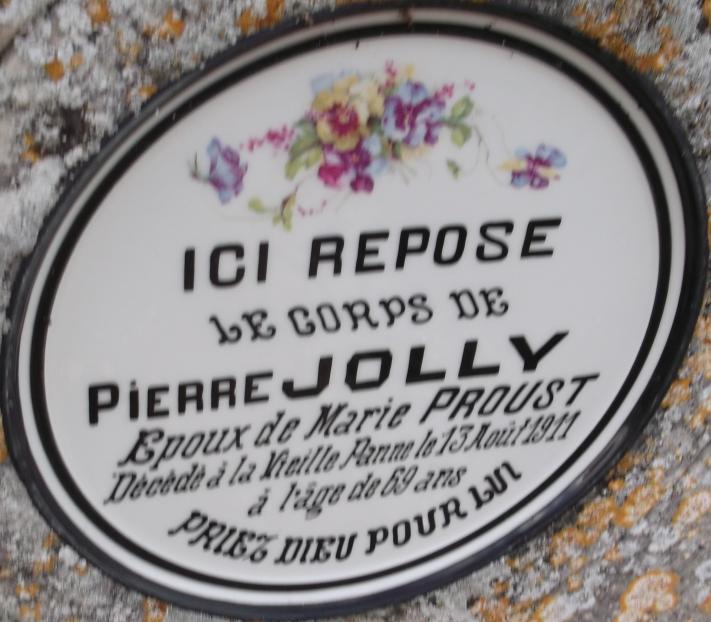 ICI REPOSE
LE CORPS DE
PiERRE JOLLY
Epoux de Marie PROUST
Décédé à la Vieille Panne le 13 Août 1911
à l'âge de 69 ans
PRIEZ DIEU POUR LUI